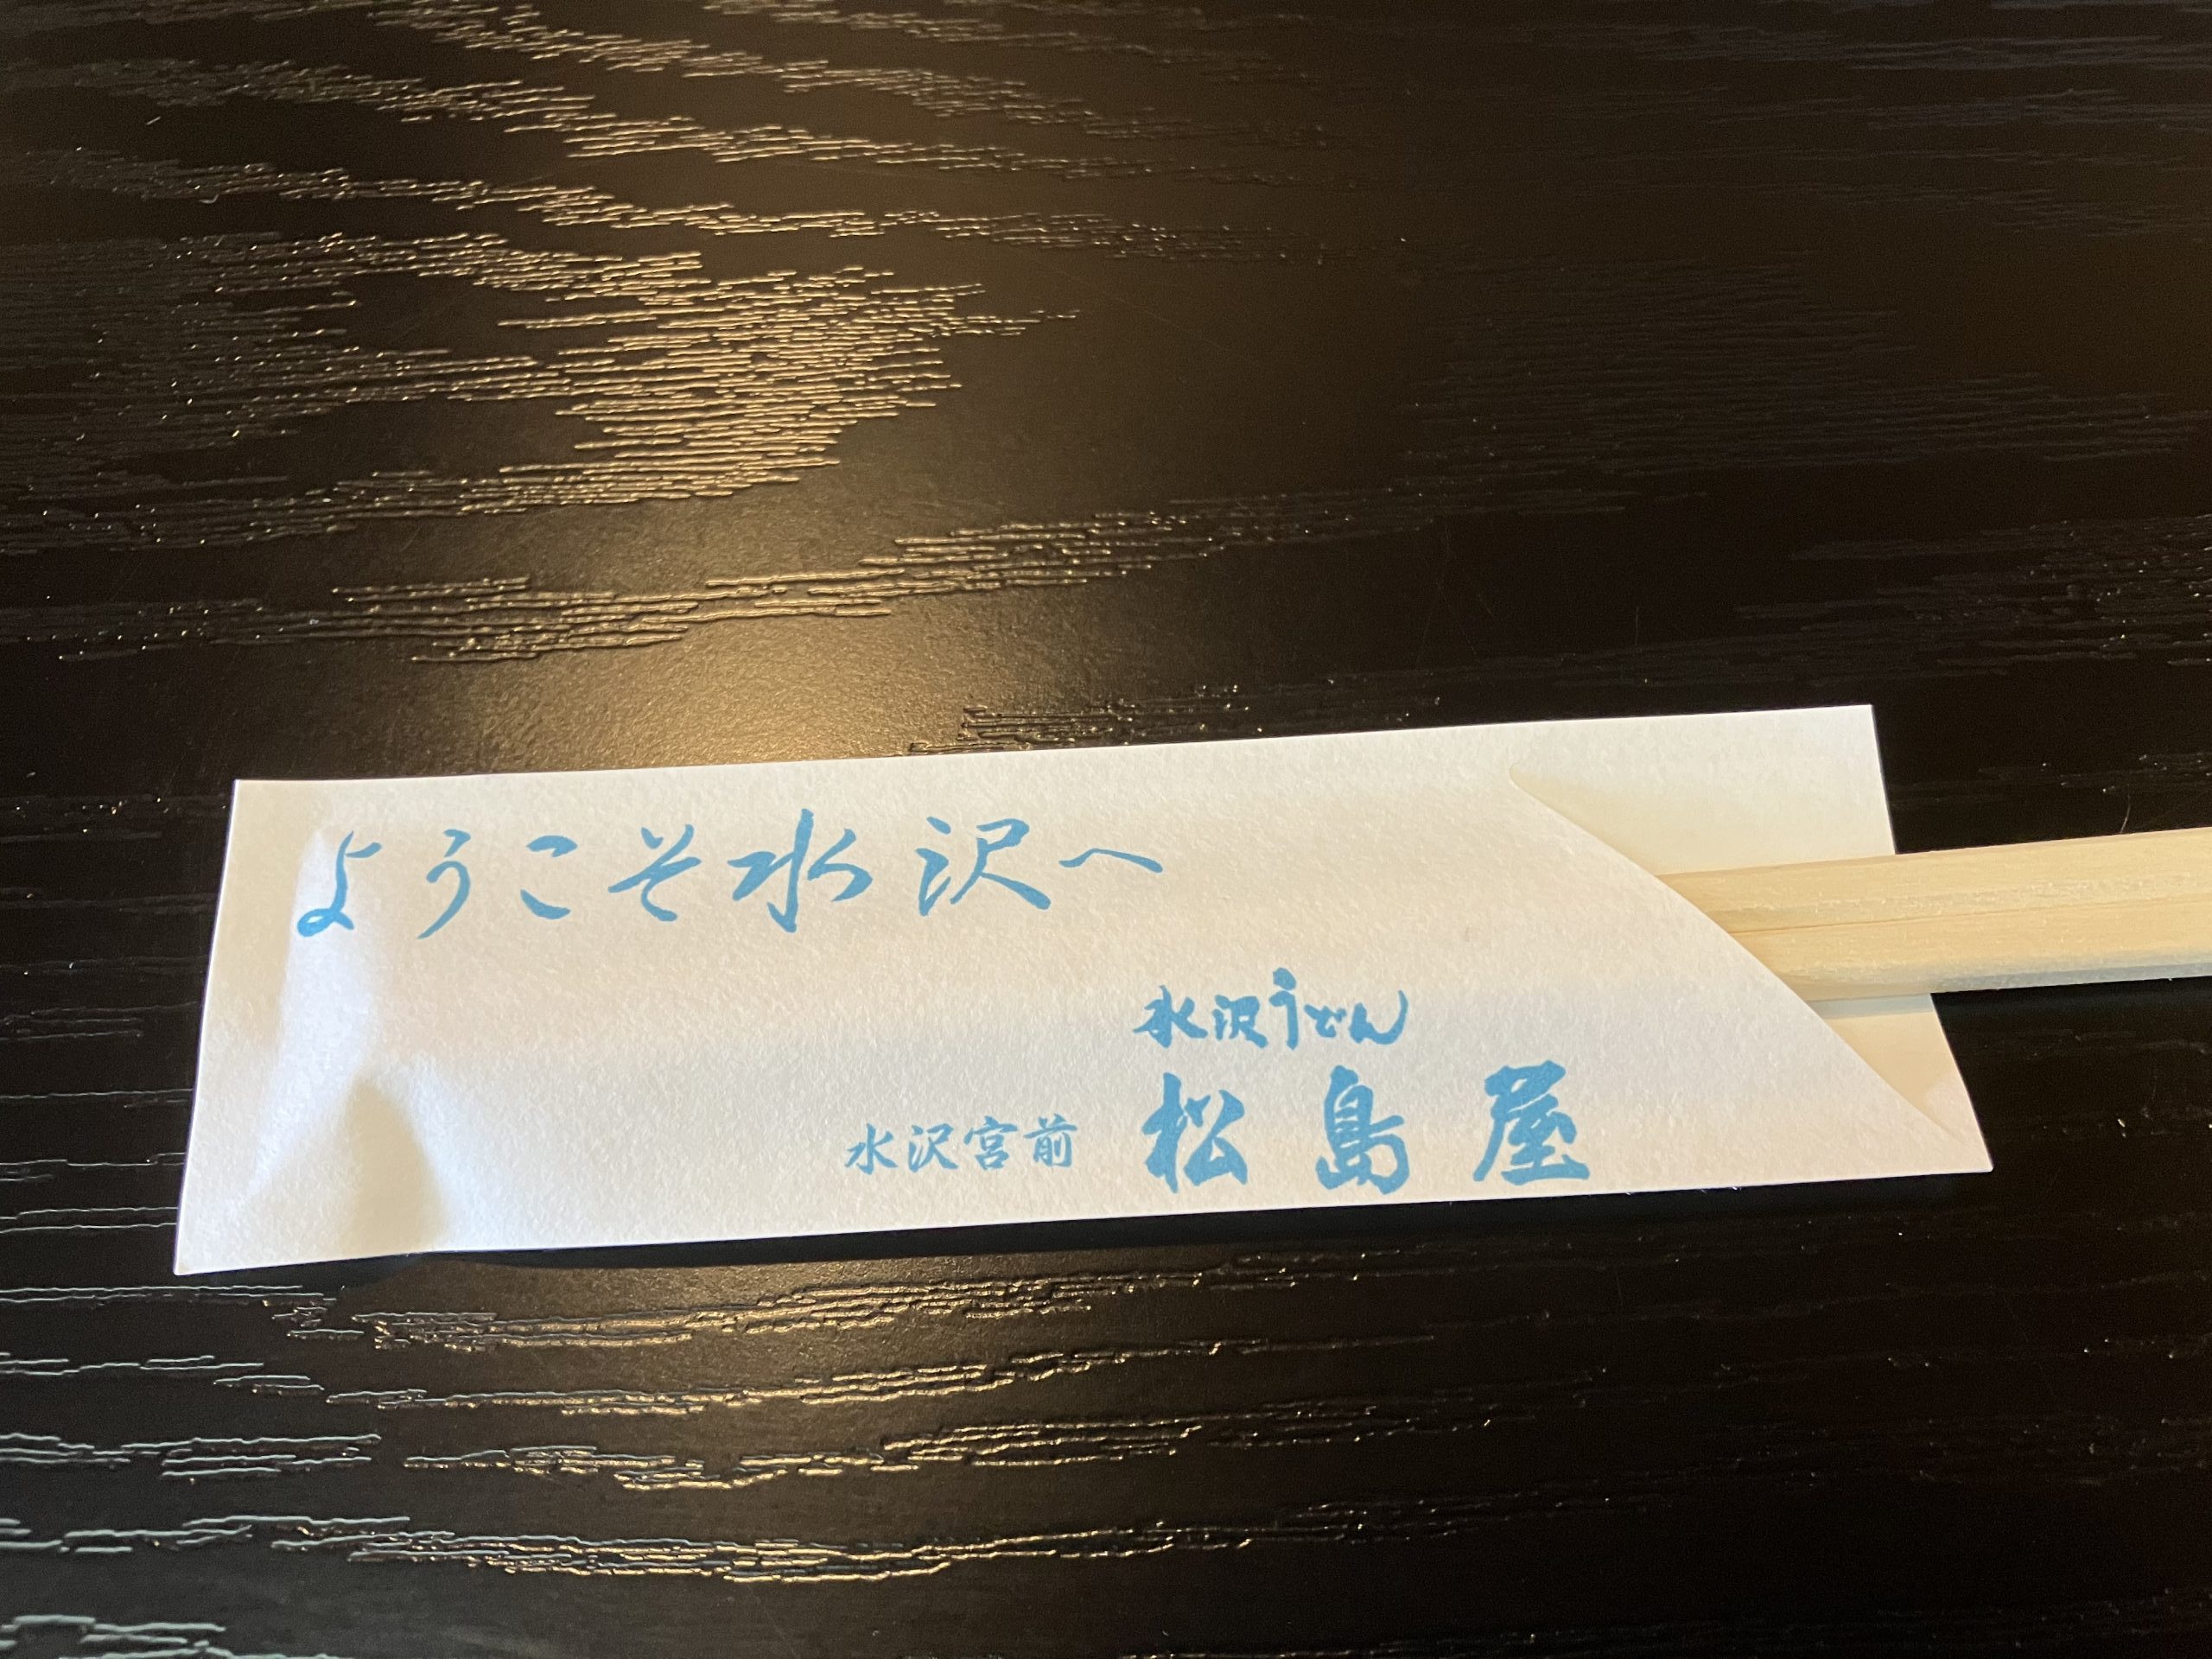 ようこそ水沢へ
水沢うどん
水沢宮前 松島屋